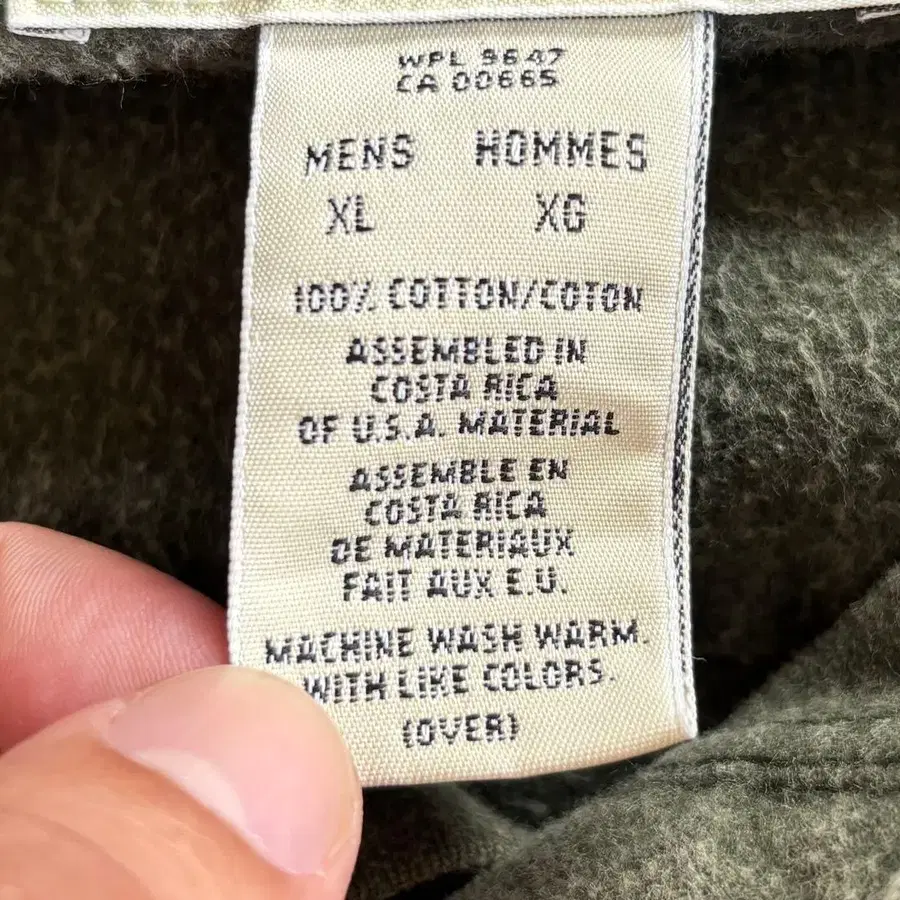 WPL 9647
CA 00665
MENS HOMMES
XL XG
100% COTTON/COTON
ASSEMBLED IN
COSTA RICA
OF U.S.A. MATERIAL
ASSEMBLE EN
COSTA RICA
DE MATERIAUX
FAIT AUX E.U.
MACHINE WASH WARM.
WITH LIKE COLORS.
(OVER)